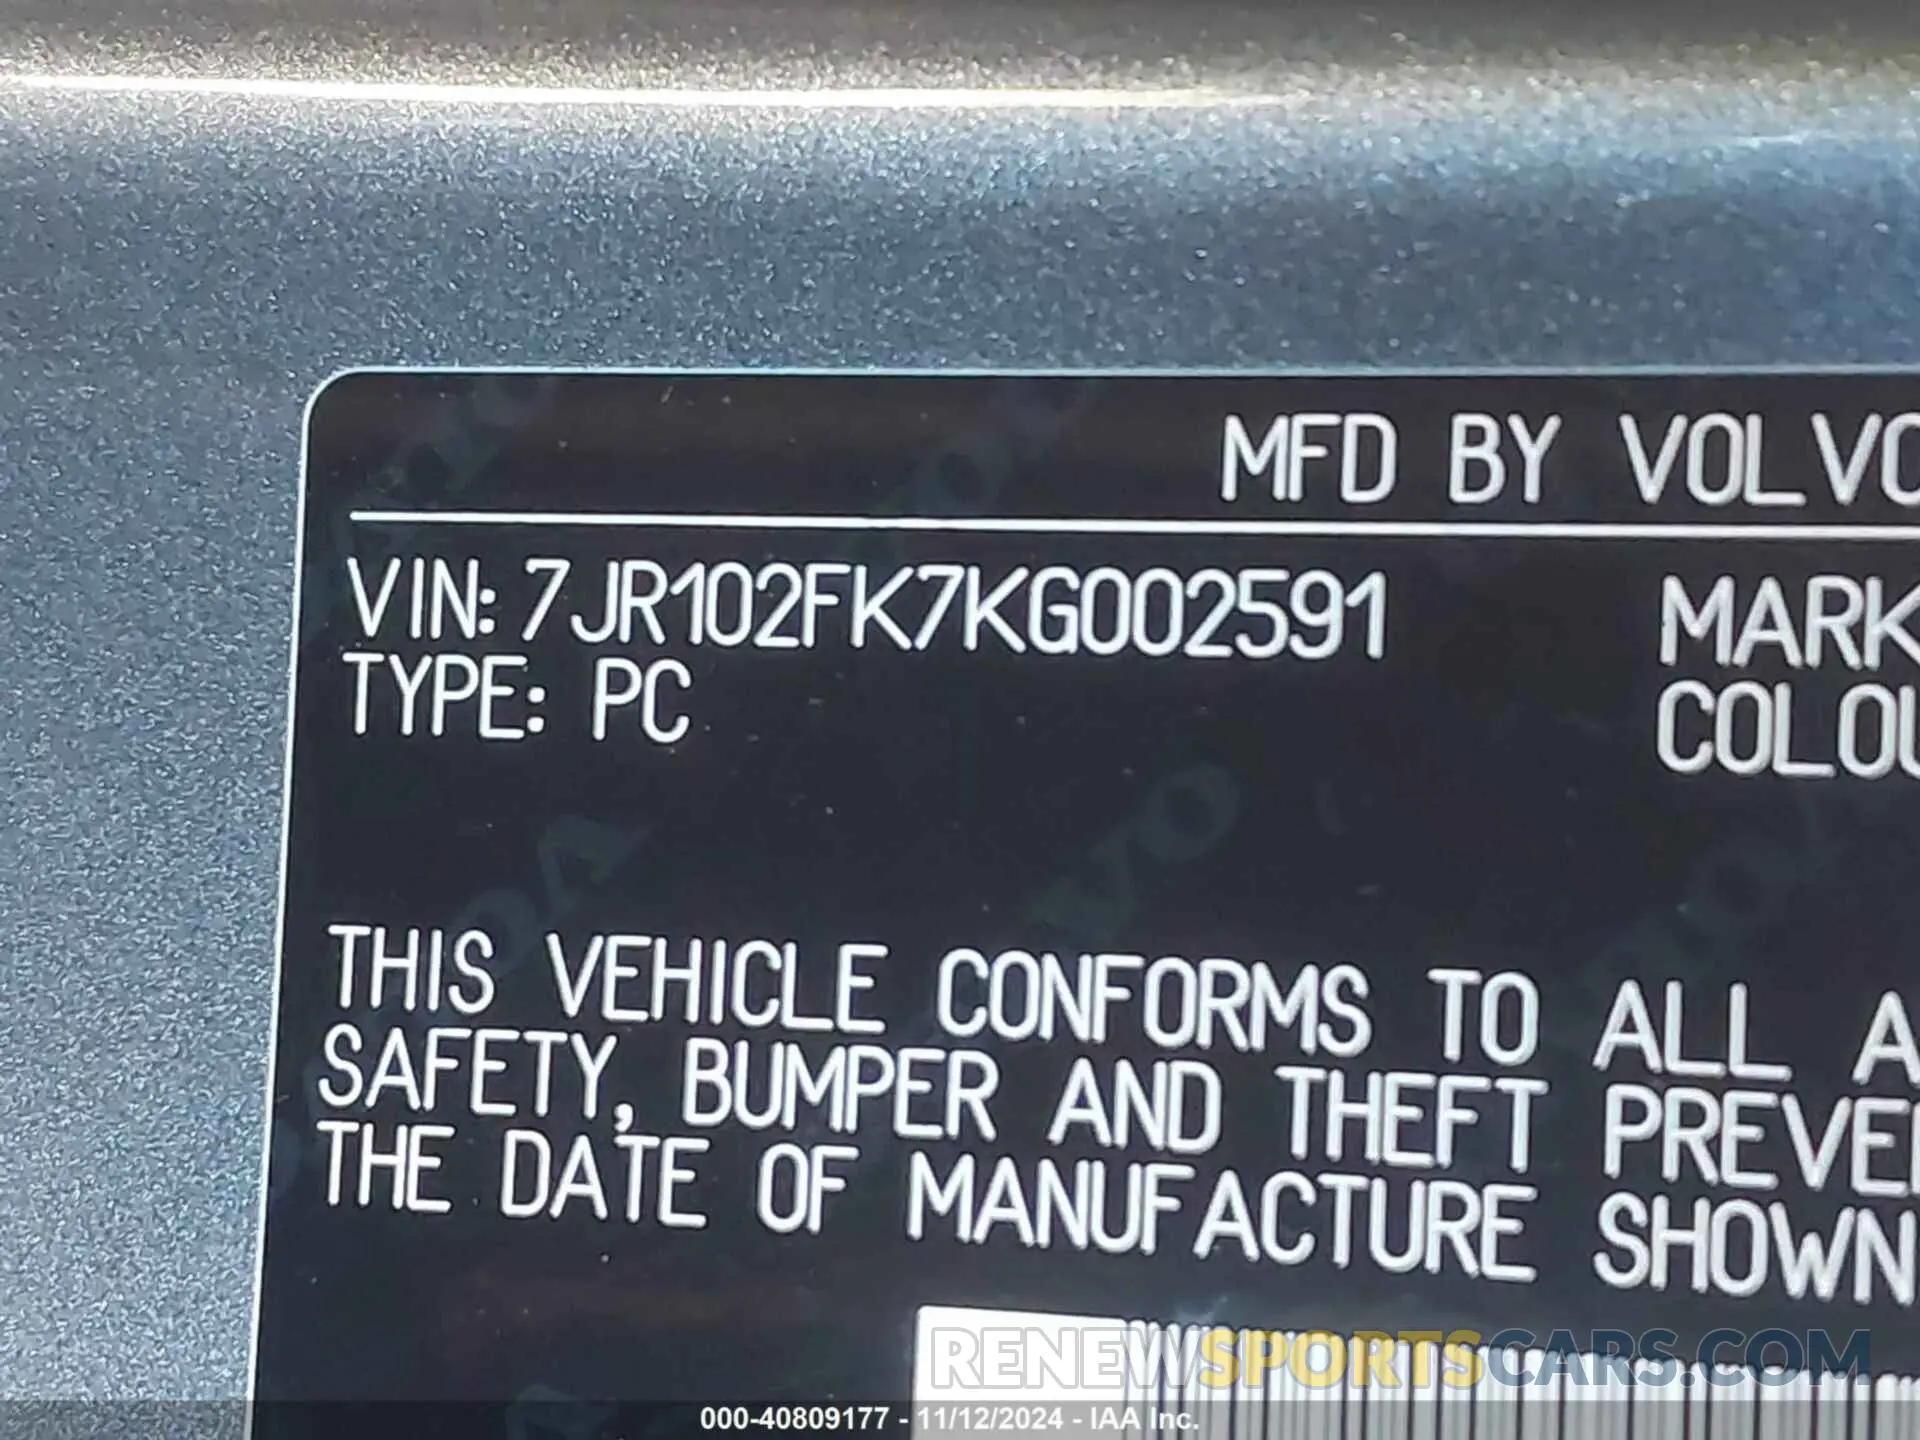 MFD BY VOLVO
VIN: 7JR102FK7KG002591
MARK
TYPE: PC
COLOU
THIS VEHICLE CONFORMS TO ALL A
SAFETY, BUMPER AND THEFT PREVE
THE DATE OF MANUFACTURE SHOWN
RENEWSPORTSCARS.COM
000-40809177 - 11/12/2024 - IAA Inc.